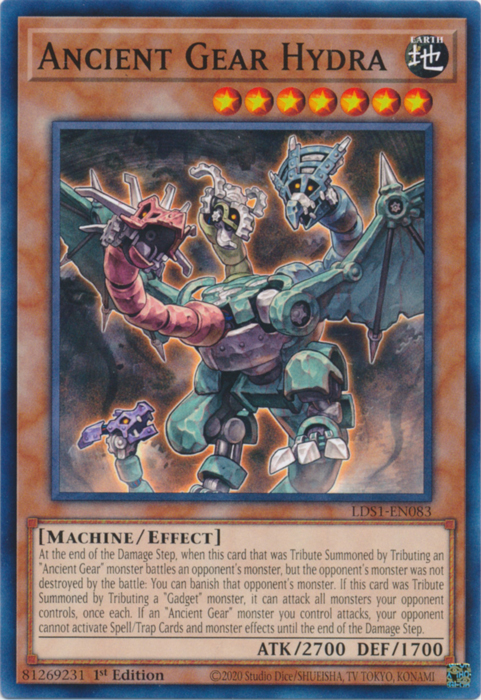 ANCIENT GEAR HYDRA
EARTH
地
LDS1-EN083
[MACHINE/EFFECT]
At the end of the Damage Step, when this card that was Tribute Summoned by Tributing an
"Ancient Gear" monster battles an opponent's monster, but the opponent's monster was not
destroyed by the battle: You can banish that opponent's monster. If this card was Tribute
Summoned by Tributing a "Gadget" monster, it can attack all monsters your opponent
controls, once each. If an "Ancient Gear" monster you control attacks, your opponent
cannot activate Spell/Trap Cards and monster effects until the end of the Damage Step.
ATK/2700 DEF/1700
81269231 1st Edition ©2020 Studio Dice/SHUEISHA, TV TOKYO, KONAMI